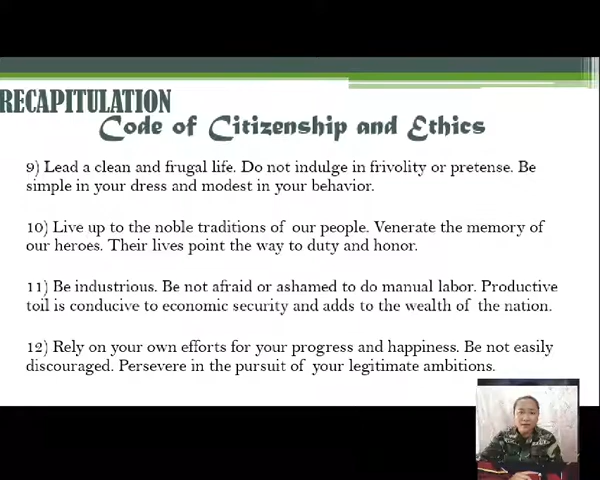 RECAPITULATION
Code of Citizenship and Ethics
9) Lead a clean and frugal life. Do not indulge in frivolity or pretense. Be
simple in your dress and modest in your behavior.
10) Live up to the noble traditions of our people. Venerate the memory of
our heroes. Their lives point the way to duty and honor.
11) Be industrious. Be not afraid or ashamed to do manual labor. Productive
toil is conducive to economic security and adds to the wealth of the nation.
12) Rely on your own efforts for your progress and happiness. Be not easily
discouraged. Persevere in the pursuit of your legitimate ambitions.